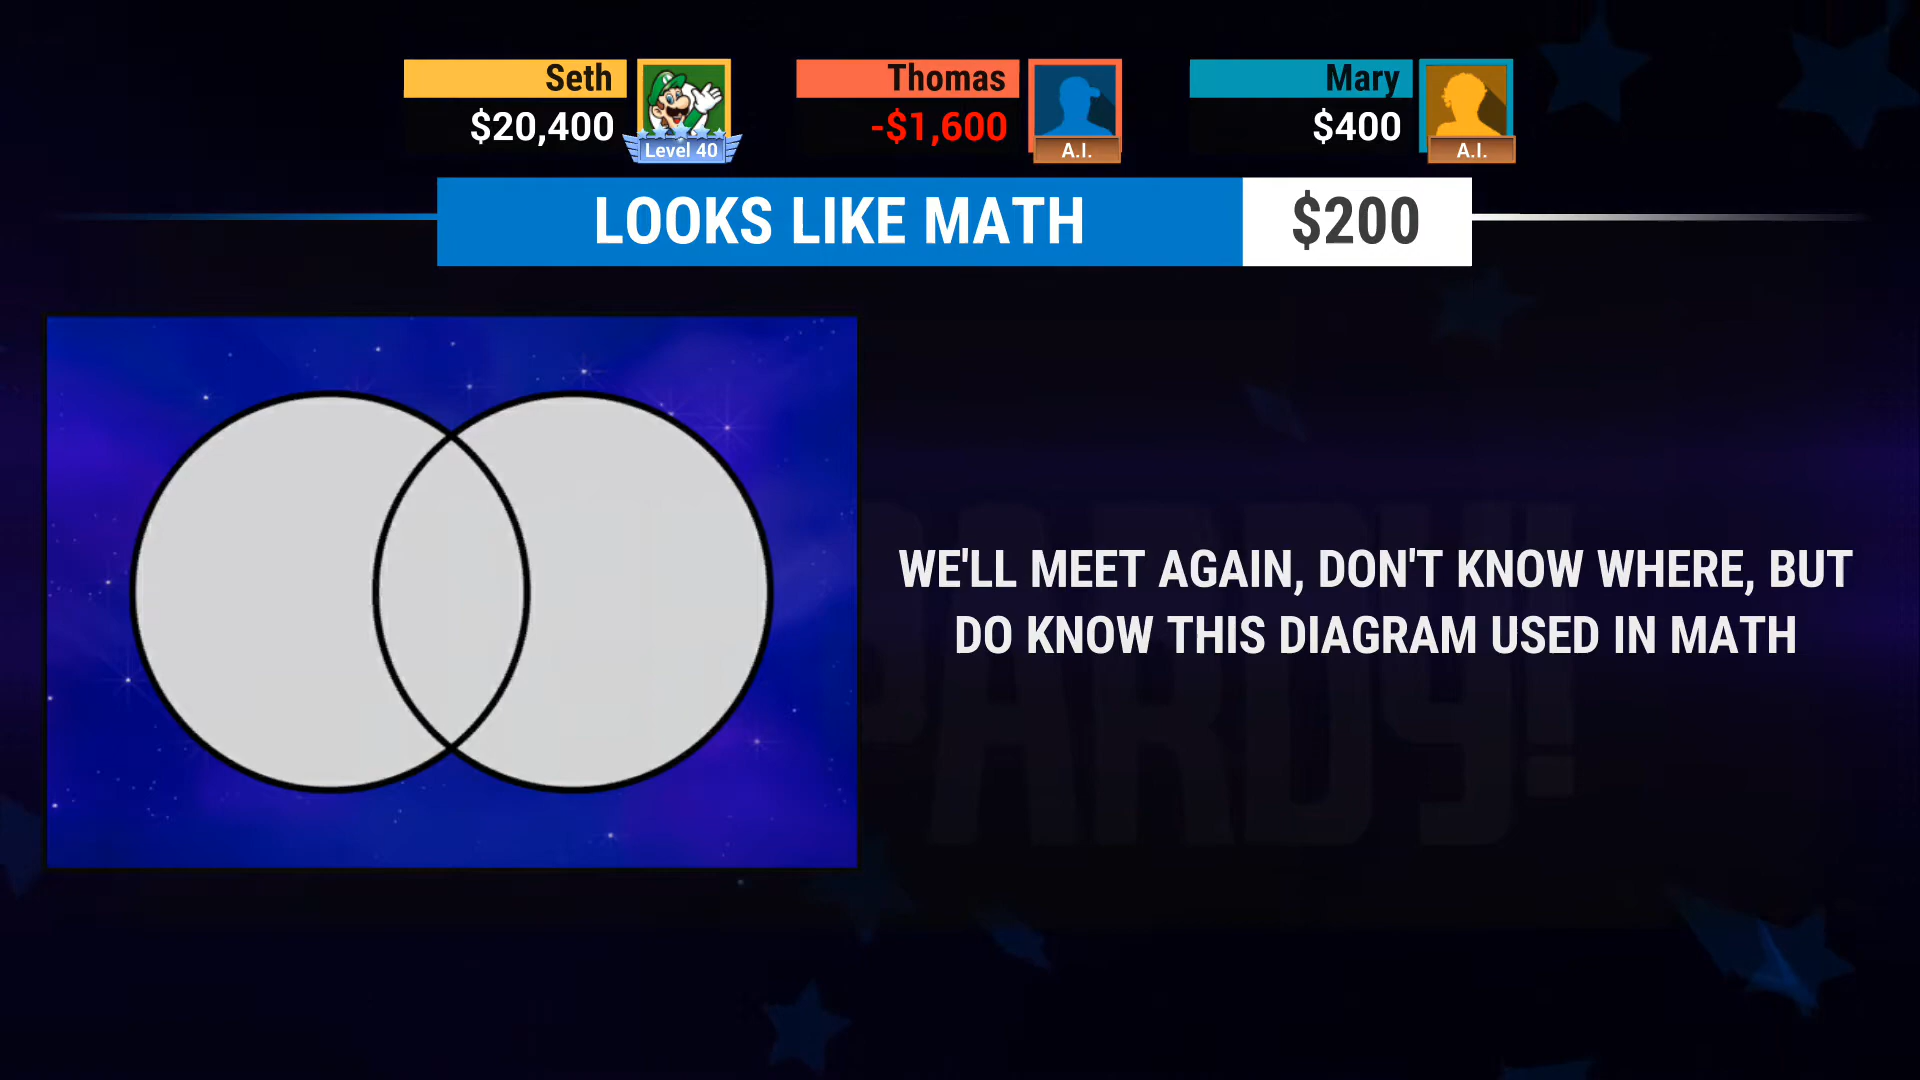 Seth
$20,400
Level 40
Thomas
-$1,600
A.I.
Mary
$400
A.I.
LOOKS LIKE MATH
$200
WE'LL MEET AGAIN, DON'T KNOW WHERE, BUT
DO KNOW THIS DIAGRAM USED IN MATH